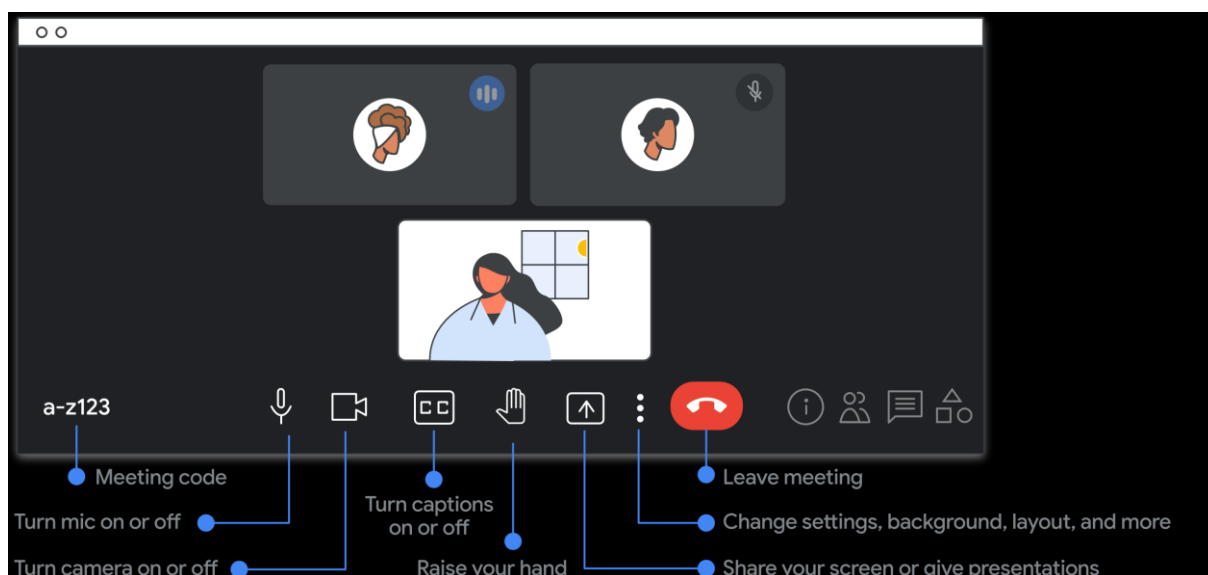 a-z123
CC
Meeting code
Leave meeting
Turn captions
on or off
Turn mic on or off
Change settings, background, layout, and more
Turn camera on or off
Raise your hand
Share your screen or give presentations